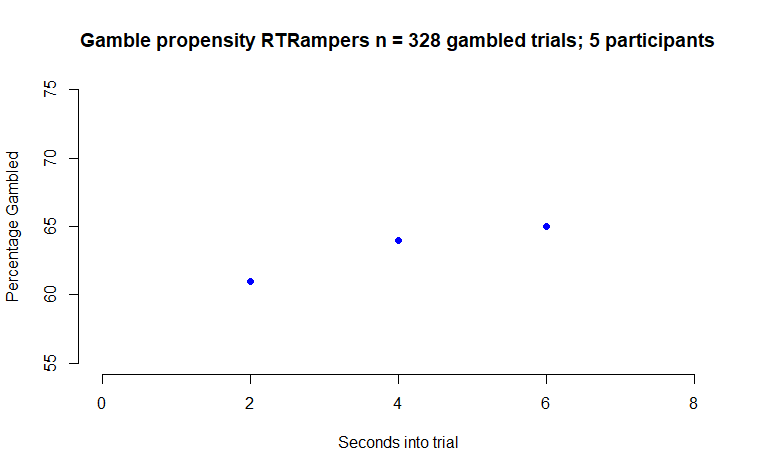 Gamble propensity RTRampers n = 328 gambled trials; 5 participants
75
70
65
60
55
Percentage Gambled
0 2 4 6 8
Seconds into trial